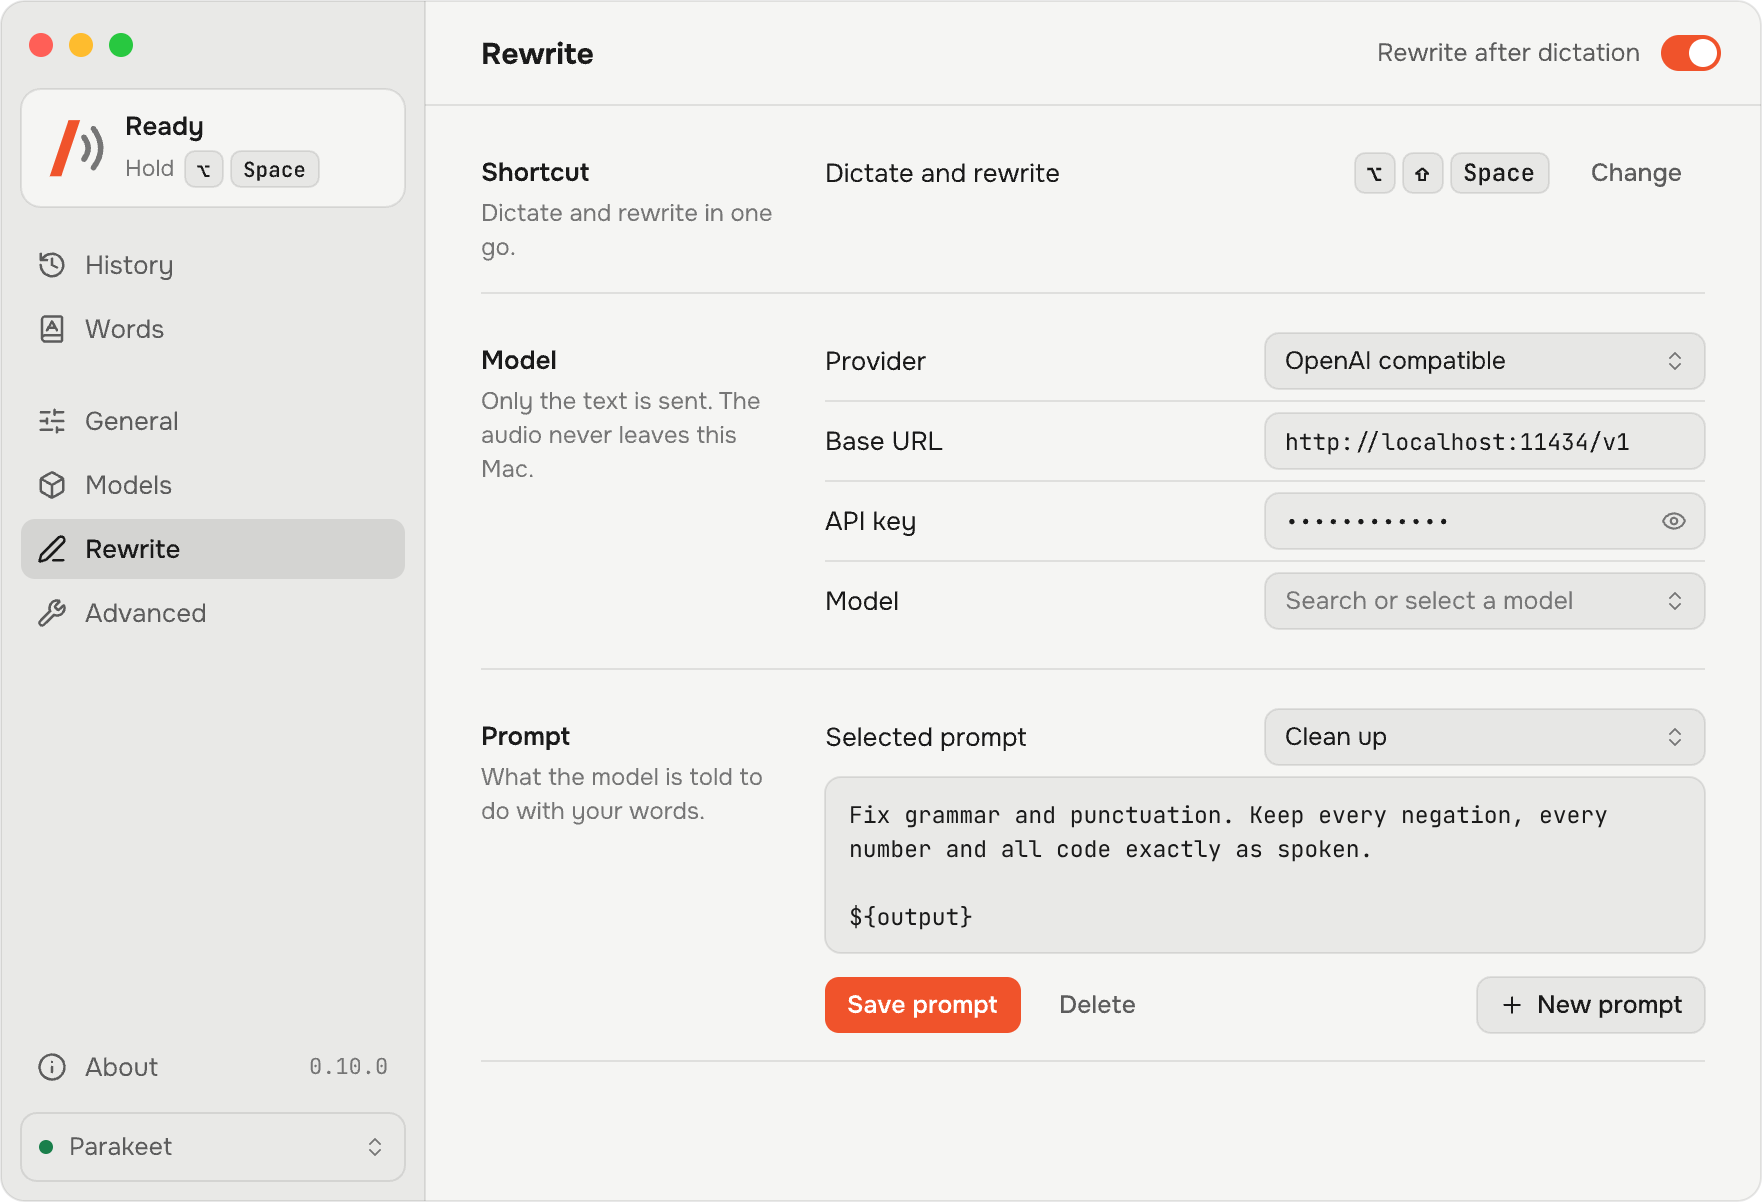 Ready
Hold ⌥ Space
History
Words
General
Models
Rewrite
Advanced
About 0.10.0
Parakeet
Rewrite
Rewrite after dictation
Shortcut
Dictate and rewrite in one
go.
Dictate and rewrite
⌥ ⇧ Space Change
Model
Only the text is sent. The
audio never leaves this
Mac.
Provider OpenAI compatible
Base URL http://localhost:11434/v1
API key ••••••••••••
Model Search or select a model
Prompt
What the model is told to
do with your words.
Selected prompt Clean up
Fix grammar and punctuation. Keep every negation, every
number and all code exactly as spoken.
${output}
Save prompt Delete + New prompt